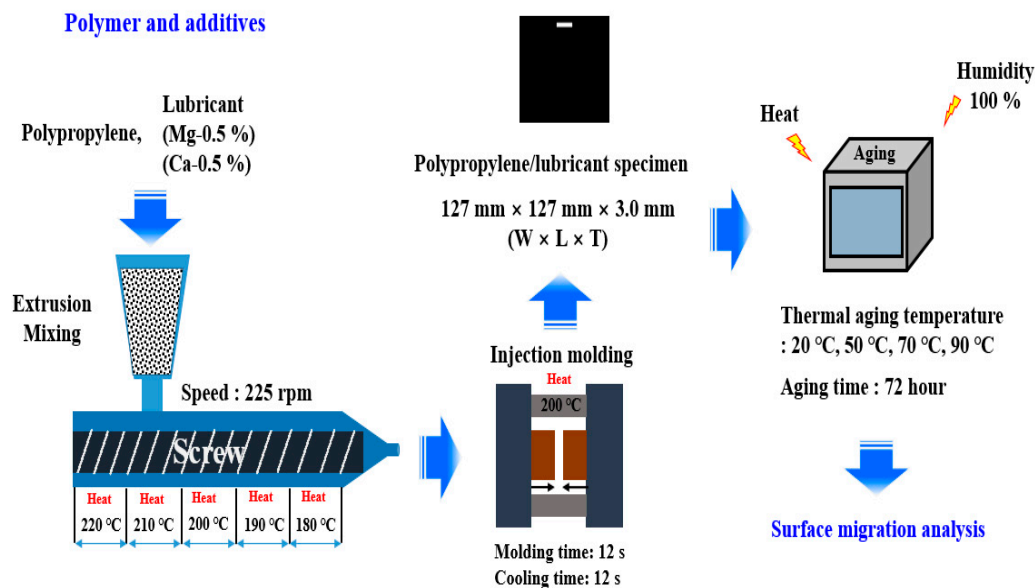 Polymer and additives
Polypropylene,
Lubricant
(Mg-0.5 %)
(Ca-0.5 %)
Extrusion
Mixing
Speed : 225 rpm
Screw
Heat Heat Heat Heat Heat
220 °C 210 °C 200 °C 190 °C 180 °C
Injection molding
Heat
200 °C
Molding time: 12 s
Cooling time: 12 s
Polypropylene/lubricant specimen
127 mm × 127 mm × 3.0 mm
(W × L × T)
Heat
Humidity
100 %
Aging
Thermal aging temperature
: 20 °C, 50 °C, 70 °C, 90 °C
Aging time : 72 hour
Surface migration analysis